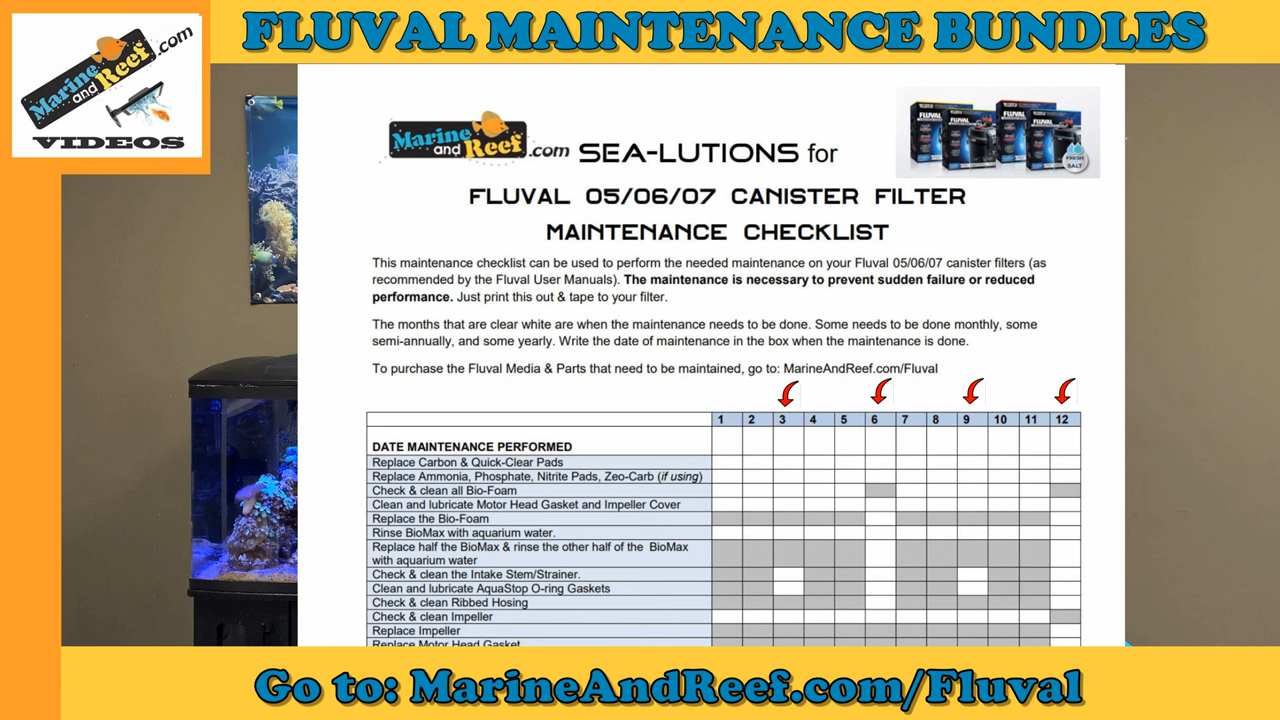 FLUVAL MAINTENANCE BUNDLES
Marine and Reef .com
VIDEOS
Marine and Reef .com SEA-LUTIONS for
FLUVAL
FLUVAL
FLUVAL
FLUVAL
FRESH
SALT
FLUVAL 05/06/07 CANISTER FILTER
MAINTENANCE CHECKLIST
This maintenance checklist can be used to perform the needed maintenance on your Fluval 05/06/07 canister filters (as
recommended by the Fluval User Manuals). The maintenance is necessary to prevent sudden failure or reduced
performance. Just print this out & tape to your filter.
The months that are clear white are when the maintenance needs to be done. Some needs to be done monthly, some
semi-annually, and some yearly. Write the date of maintenance in the box when the maintenance is done.
To purchase the Fluval Media & Parts that need to be maintained, go to: MarineAndReef.com/Fluval
1 2 3 4 5 6 7 8 9 10 11 12
DATE MAINTENANCE PERFORMED
Replace Carbon & Quick-Clear Pads
Replace Ammonia, Phosphate, Nitrite Pads, Zeo-Carb (if using)
Check & clean all Bio-Foam
Clean and lubricate Motor Head Gasket and Impeller Cover
Replace the Bio-Foam
Rinse BioMax with aquarium water.
Replace half the BioMax & rinse the other half of the BioMax
with aquarium water
Check & clean the Intake Stem/Strainer.
Clean and lubricate AquaStop O-ring Gaskets
Check & clean Ribbed Hosing
Check & clean Impeller
Replace Impeller
Replace Motor Head Gasket
Go to: MarineAndReef.com/Fluval